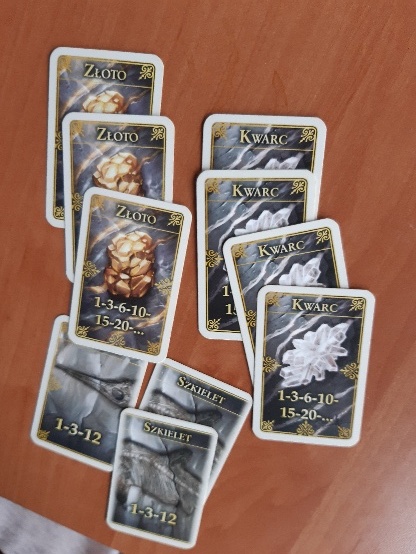 Złoto
Złoto
Złoto
1-3-6-10-
15-20-...
Kwarc
Kwarc
Kwarc
Kwarc
1-3-6-10-
15-20-...
1-3-12
Szkielet
Szkielet
1-3-12